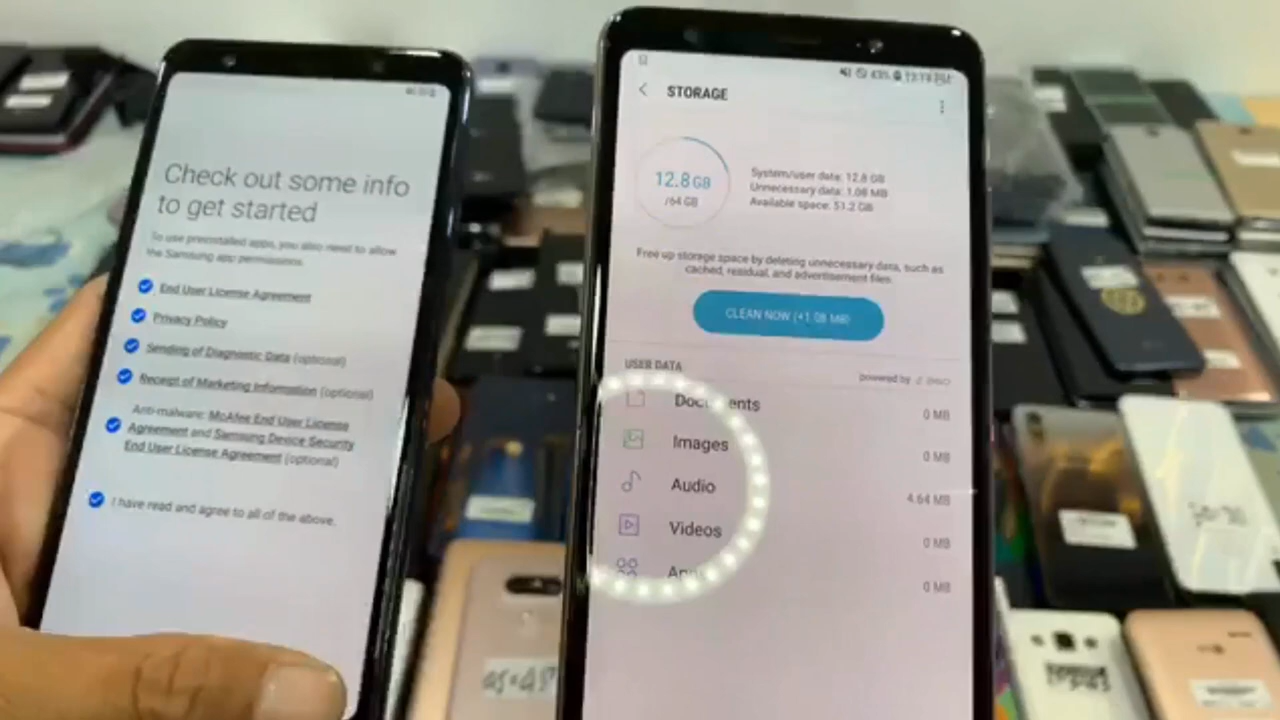 Check out some info
to get started
To use preinstalled apps, you also need to allow
the Samsung app permissions.
End User License Agreement
Privacy Policy
Sending of Diagnostic Data (optional)
Receipt of Marketing Information (optional)
Anti-malware: McAfee End User License
Agreement and Samsung Device Security
End User License Agreement (optional)
I have read and agree to all of the above.
43%
STORAGE
12.8 GB
/64 GB
System/user data: 12.8 GB
Unnecessary data: 1.08 MB
Available space: 51.2 GB
Free up storage space by deleting unnecessary data, such as
cached, residual, and advertisement files.
CLEAN NOW (+1.08 MB)
USER DATA
powered by
Documents 0 MB
Images 0 MB
Audio 4.64 MB
Videos 0 MB
0 MB